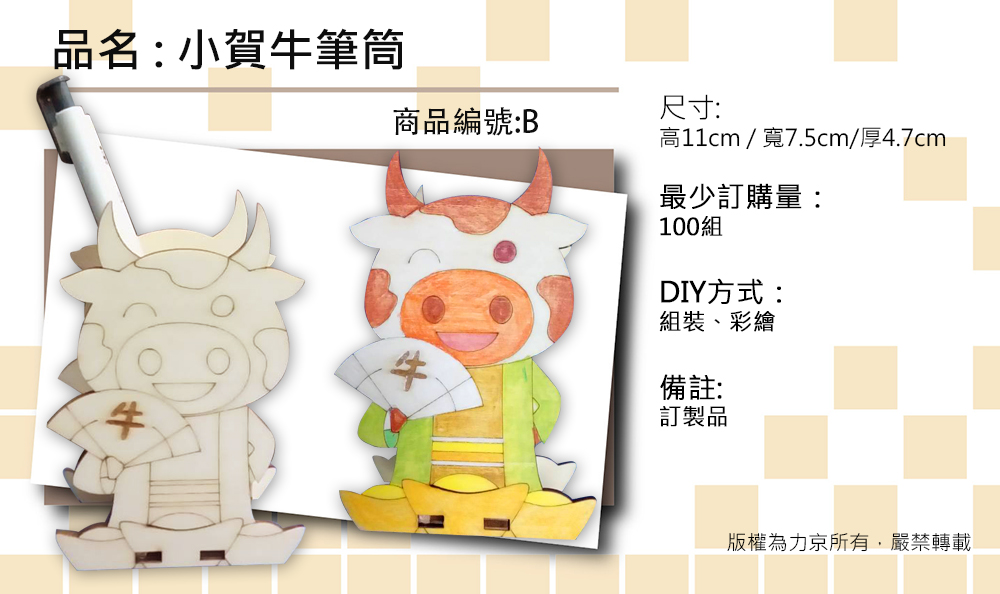 品名 : 小賀牛筆筒
商品編號:B
牛
牛
尺寸:
高11cm / 寬7.5cm/厚4.7cm
最少訂購量：
100組
DIY方式：
組裝、彩繪
備註:
訂製品
版權為力京所有，嚴禁轉載